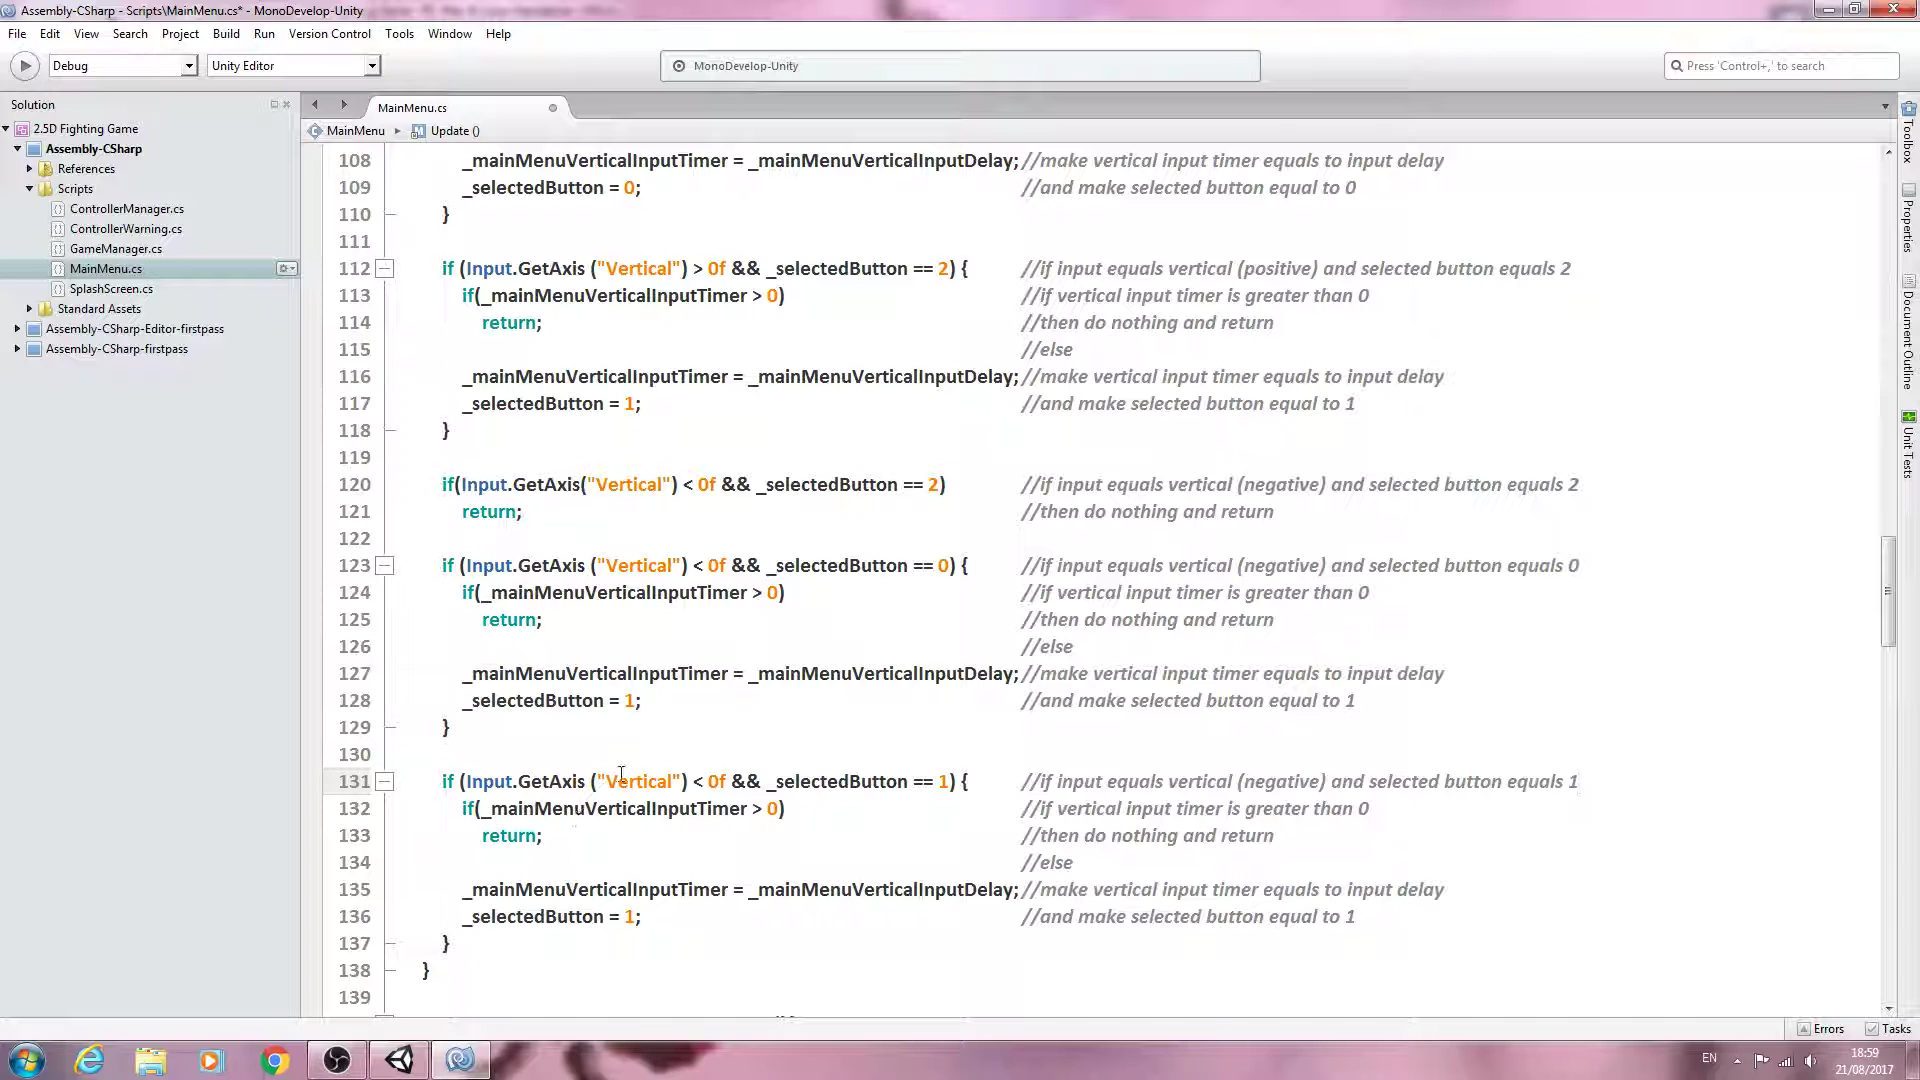 Assembly-CSharp - Scripts\MainMenu.cs* - MonoDevelop-Unity
File Edit View Search Project Build Run Version Control Tools Window Help
Debug Unity Editor MonoDevelop-Unity Press 'Control+,' to search
Solution
2.5D Fighting Game
Assembly-CSharp
References
Scripts
ControllerManager.cs
ControllerWarning.cs
GameManager.cs
MainMenu.cs
SplashScreen.cs
Standard Assets
Assembly-CSharp-Editor-firstpass
Assembly-CSharp-firstpass
MainMenu.cs
MainMenu Update ()
108 _mainMenuVerticalInputTimer = _mainMenuVerticalInputDelay;//make vertical input timer equals to input delay
109 _selectedButton = 0; //and make selected button equal to 0
110 }
111
112 if (Input.GetAxis ("Vertical") > 0f && _selectedButton == 2) { //if input equals vertical (positive) and selected button equals 2
113 if(_mainMenuVerticalInputTimer > 0) //if vertical input timer is greater than 0
114 return; //then do nothing and return
115 //else
116 _mainMenuVerticalInputTimer = _mainMenuVerticalInputDelay;//make vertical input timer equals to input delay
117 _selectedButton = 1; //and make selected button equal to 1
118 }
119
120 if(Input.GetAxis("Vertical") < 0f && _selectedButton == 2) //if input equals vertical (negative) and selected button equals 2
121 return; //then do nothing and return
122
123 if (Input.GetAxis ("Vertical") < 0f && _selectedButton == 0) { //if input equals vertical (negative) and selected button equals 0
124 if(_mainMenuVerticalInputTimer > 0) //if vertical input timer is greater than 0
125 return; //then do nothing and return
126 //else
127 _mainMenuVerticalInputTimer = _mainMenuVerticalInputDelay;//make vertical input timer equals to input delay
128 _selectedButton = 1; //and make selected button equal to 1
129 }
130
131 if (Input.GetAxis ("Vertical") < 0f && _selectedButton == 1) { //if input equals vertical (negative) and selected button equals 1
132 if(_mainMenuVerticalInputTimer > 0) //if vertical input timer is greater than 0
133 return; //then do nothing and return
134 //else
135 _mainMenuVerticalInputTimer = _mainMenuVerticalInputDelay;//make vertical input timer equals to input delay
136 _selectedButton = 1; //and make selected button equal to 1
137 }
138 }
139
Toolbox
Properties
Document Outline
Unit Tests
Errors Tasks
EN 18:59
21/08/2017